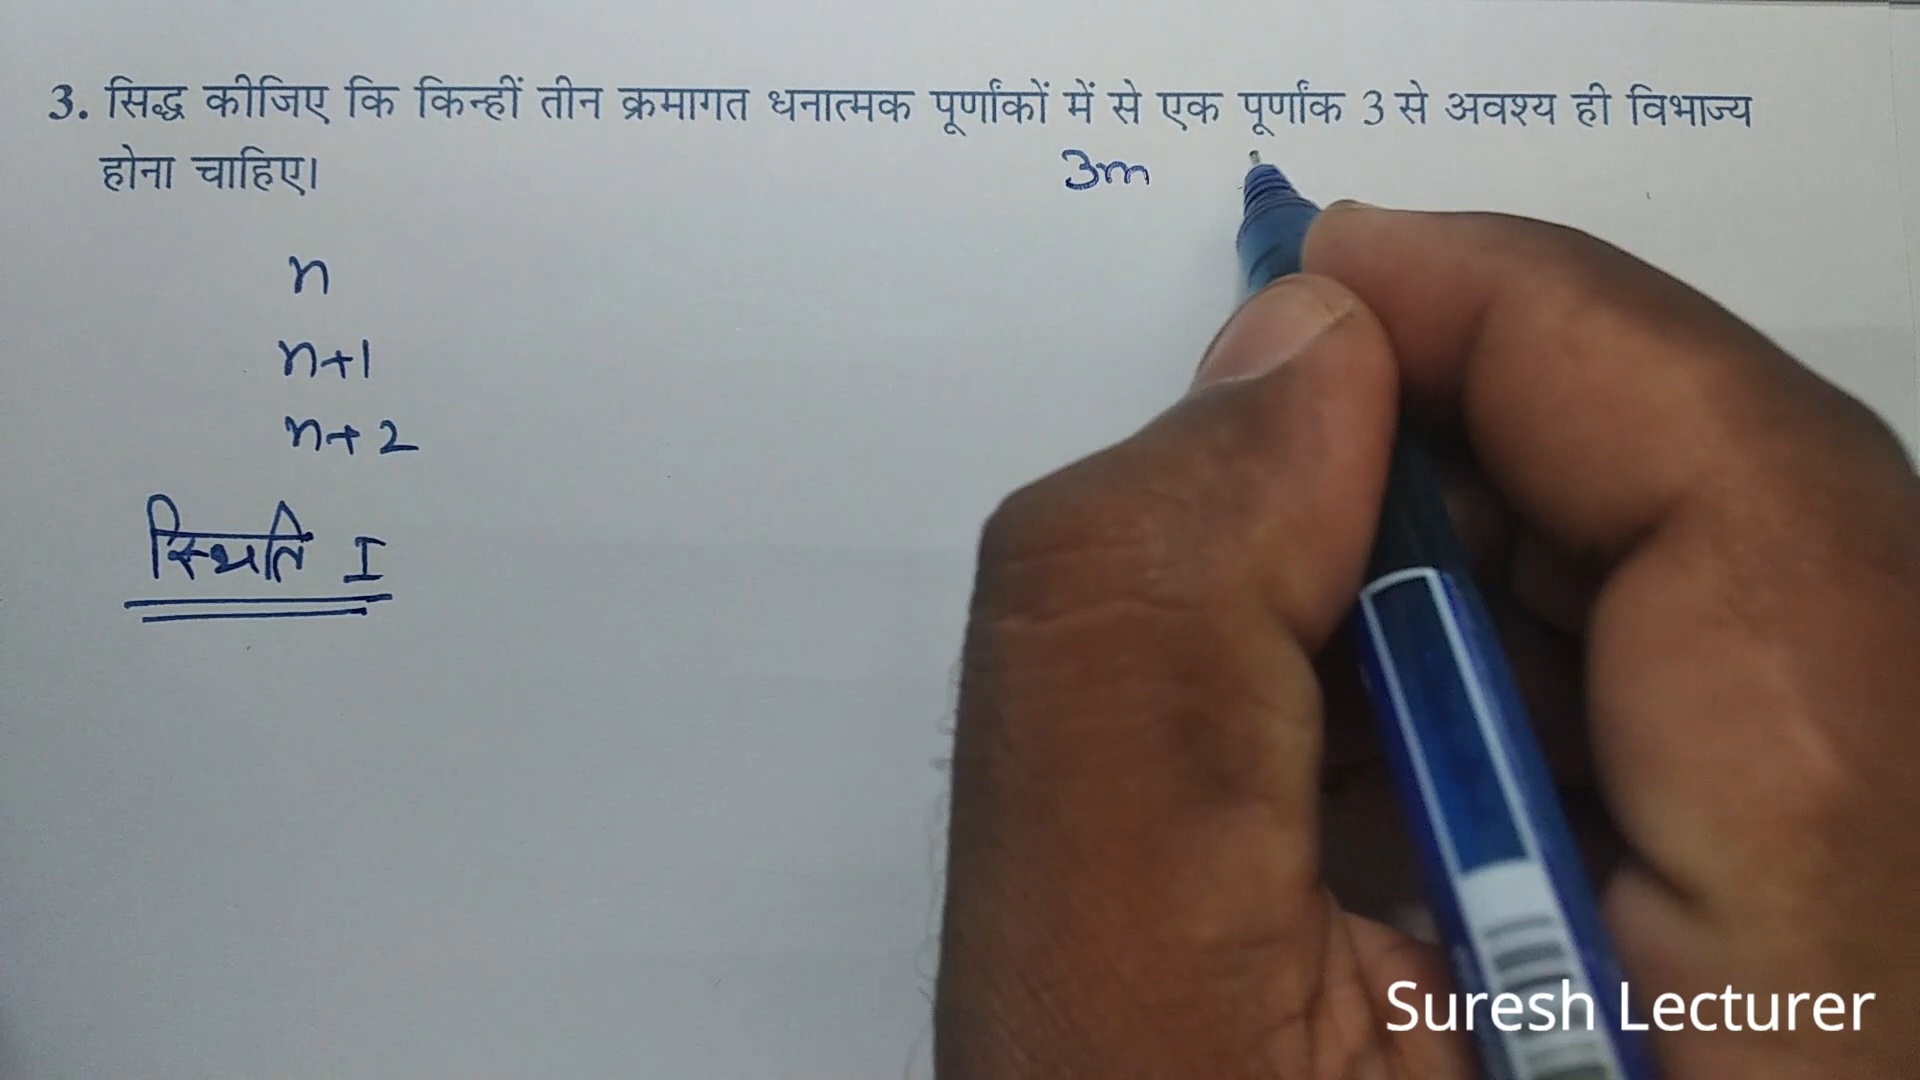 3. सिद्ध कीजिए कि किन्हीं तीन क्रमागत धनात्मक पूर्णांकों में से एक पूर्णांक 3 से अवश्य ही विभाज्य
होना चाहिए।
3m
n
n+1
n+2
स्थिति I
Suresh Lecturer